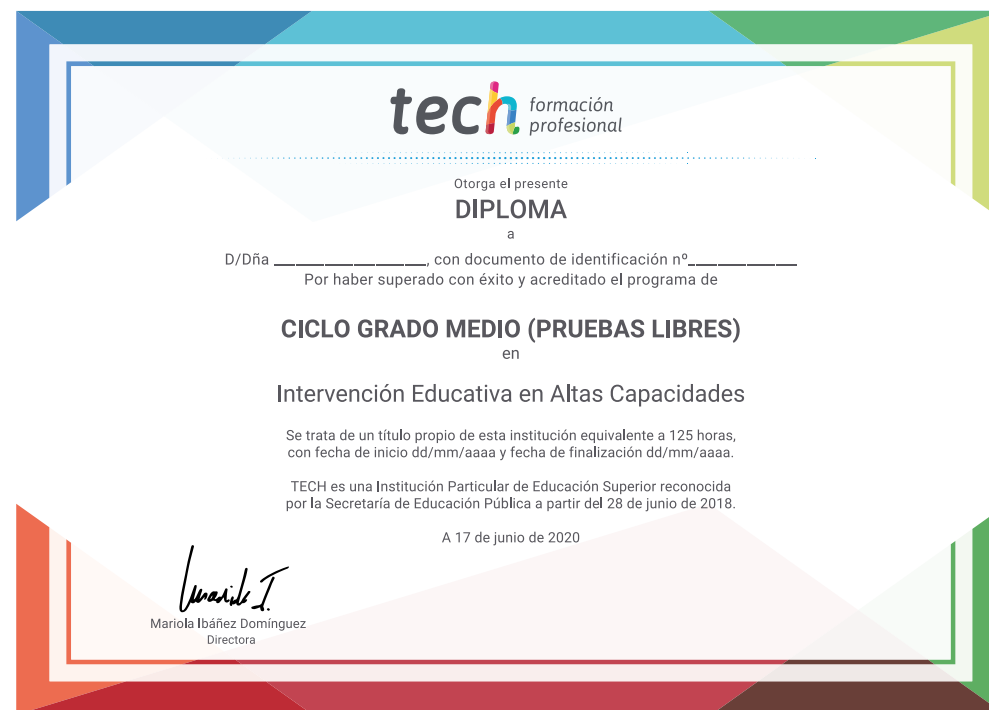 tech formación
profesional
Otorga el presente
DIPLOMA
a
D/Dña ____________________, con documento de identificación nº______________
Por haber superado con éxito y acreditado el programa de
CICLO GRADO MEDIO (PRUEBAS LIBRES)
en
Intervención Educativa en Altas Capacidades
Se trata de un título propio de esta institución equivalente a 125 horas,
con fecha de inicio dd/mm/aaaa y fecha de finalización dd/mm/aaaa.
TECH es una Institución Particular de Educación Superior reconocida
por la Secretaría de Educación Pública a partir del 28 de junio de 2018.
A 17 de junio de 2020
Mariola Ibáñez Domínguez
Directora